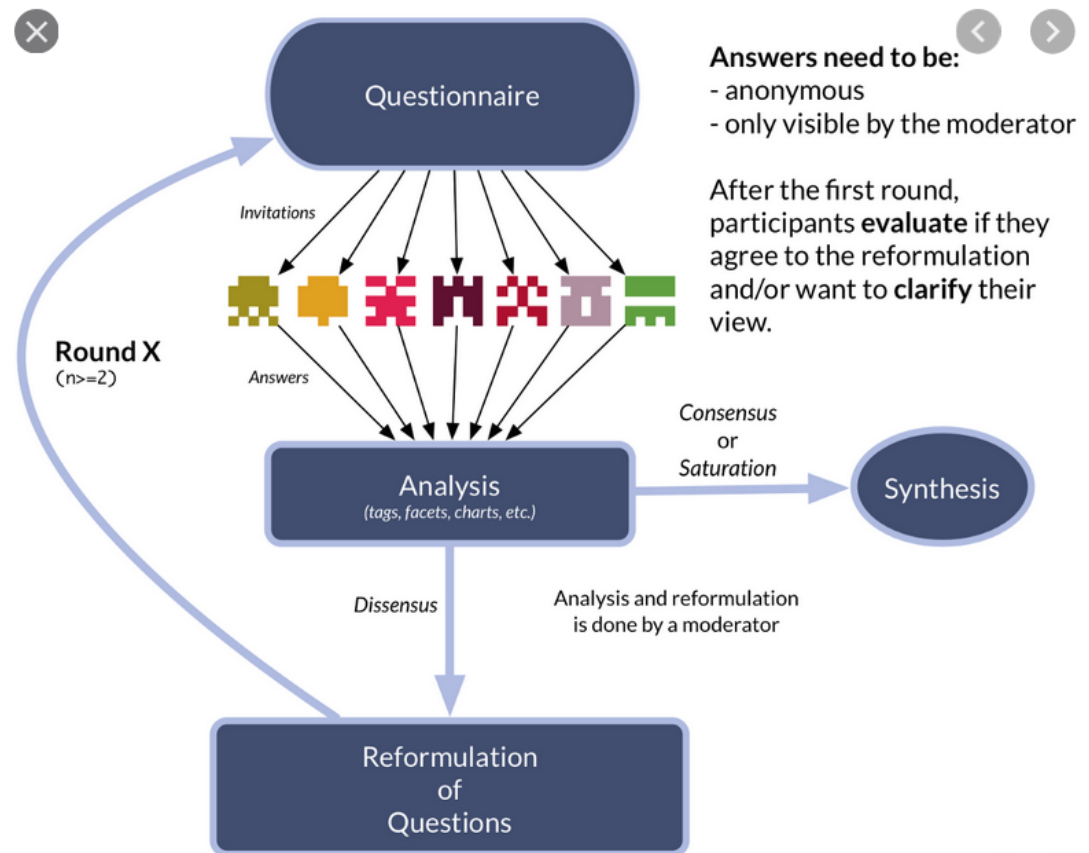 Questionnaire
Answers need to be:
- anonymous
- only visible by the moderator
After the first round,
participants evaluate if they
agree to the reformulation
and/or want to clarify their
view.
Invitations
Round X
(n>=2)
Answers
Consensus
or
Saturation
Analysis
(tags, facets, charts, etc.)
Synthesis
Dissensus
Analysis and reformulation
is done by a moderator
Reformulation
of
Questions